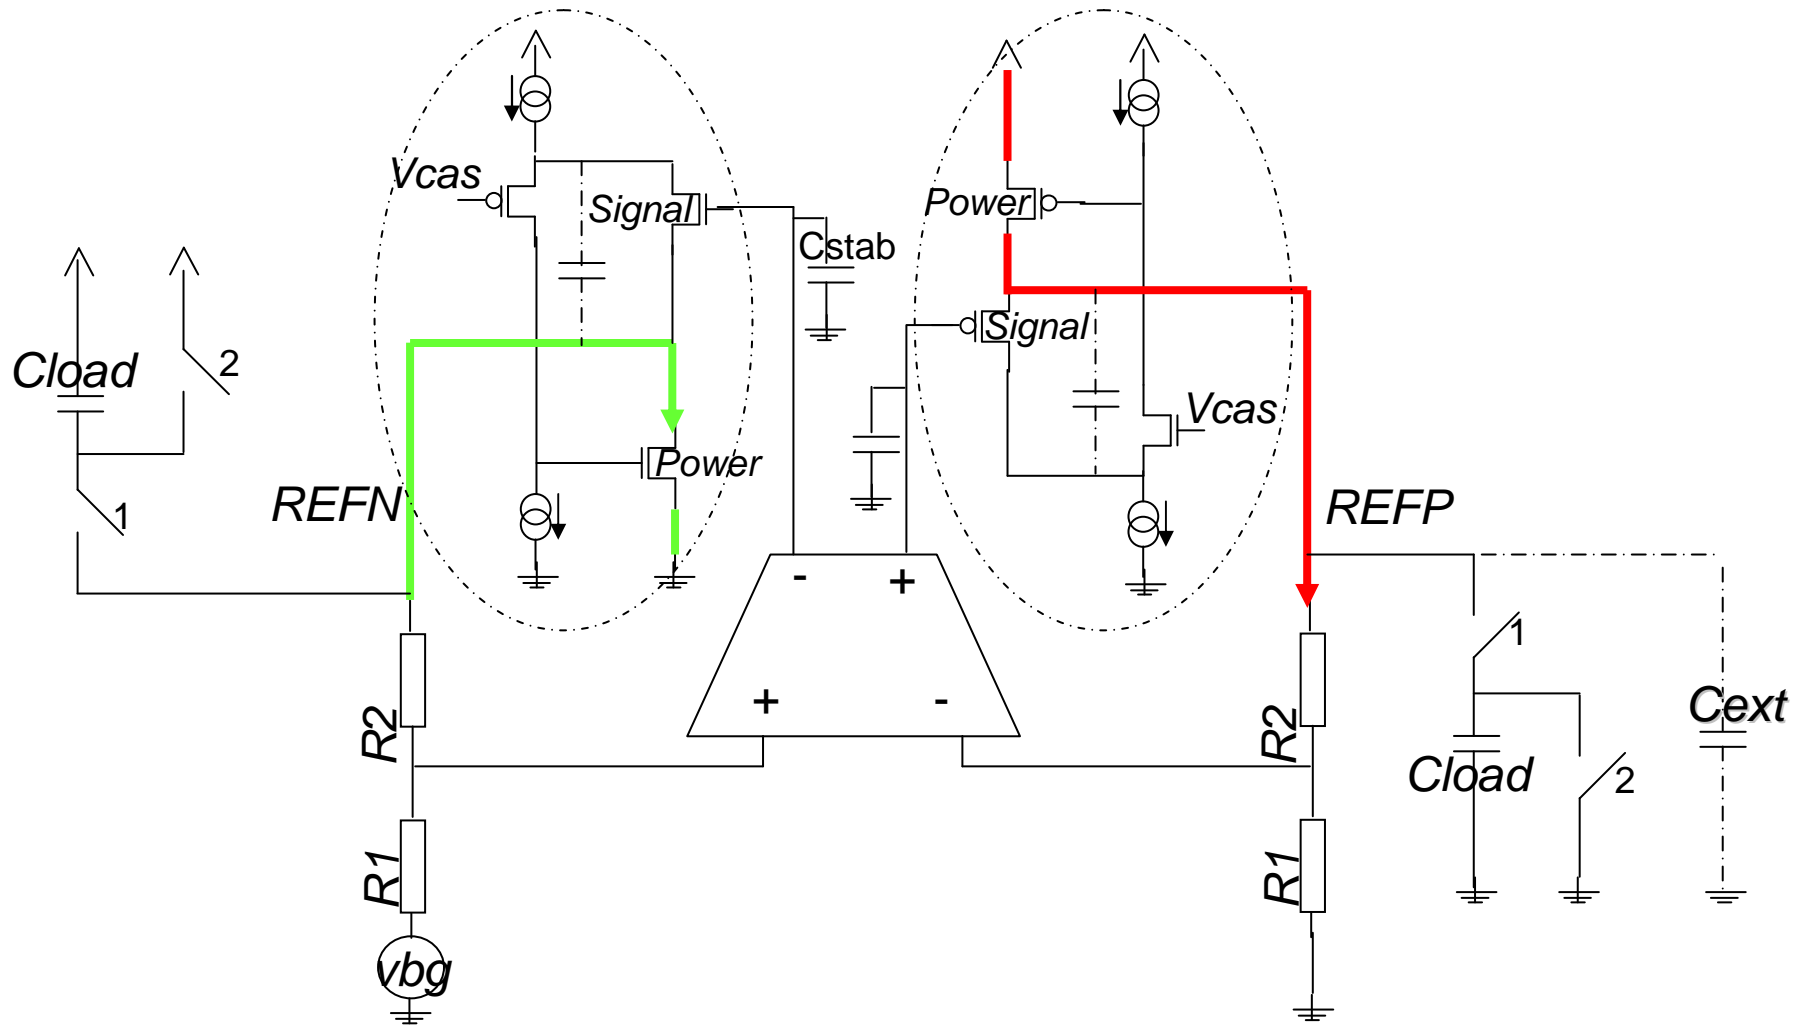 Vcas
Signal
Power
Cstab
Power
Signal
Vcas
Cload
2
1
REFN
REFP
- +
+ -
R2
R1
vbg
R2
R1
1
Cload
2
Cext